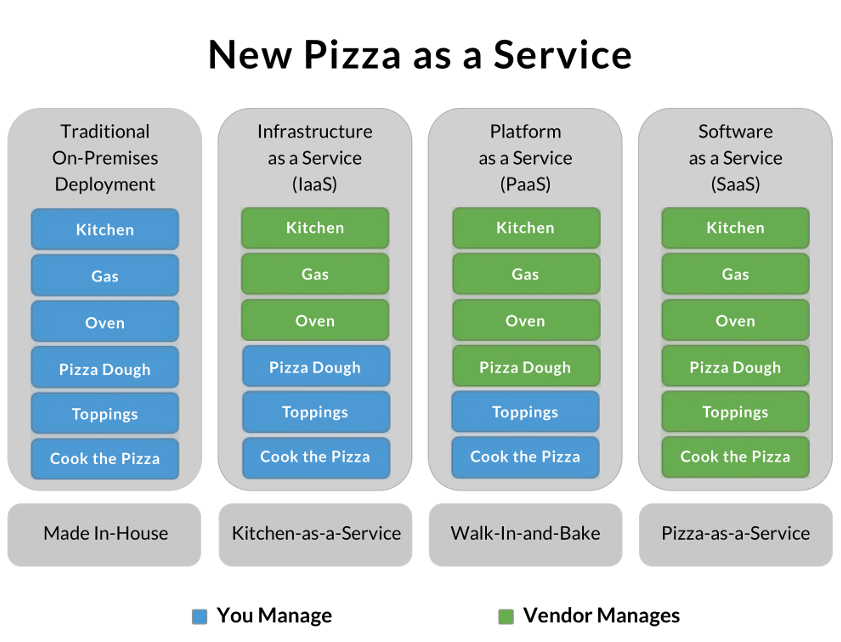 New Pizza as a Service
Traditional
On-Premises
Deployment
Kitchen
Gas
Oven
Pizza Dough
Toppings
Cook the Pizza
Made In-House
Infrastructure
as a Service
(IaaS)
Kitchen
Gas
Oven
Pizza Dough
Toppings
Cook the Pizza
Kitchen-as-a-Service
Platform
as a Service
(PaaS)
Kitchen
Gas
Oven
Pizza Dough
Toppings
Cook the Pizza
Walk-In-and-Bake
Software
as a Service
(SaaS)
Kitchen
Gas
Oven
Pizza Dough
Toppings
Cook the Pizza
Pizza-as-a-Service
You Manage
Vendor Manages